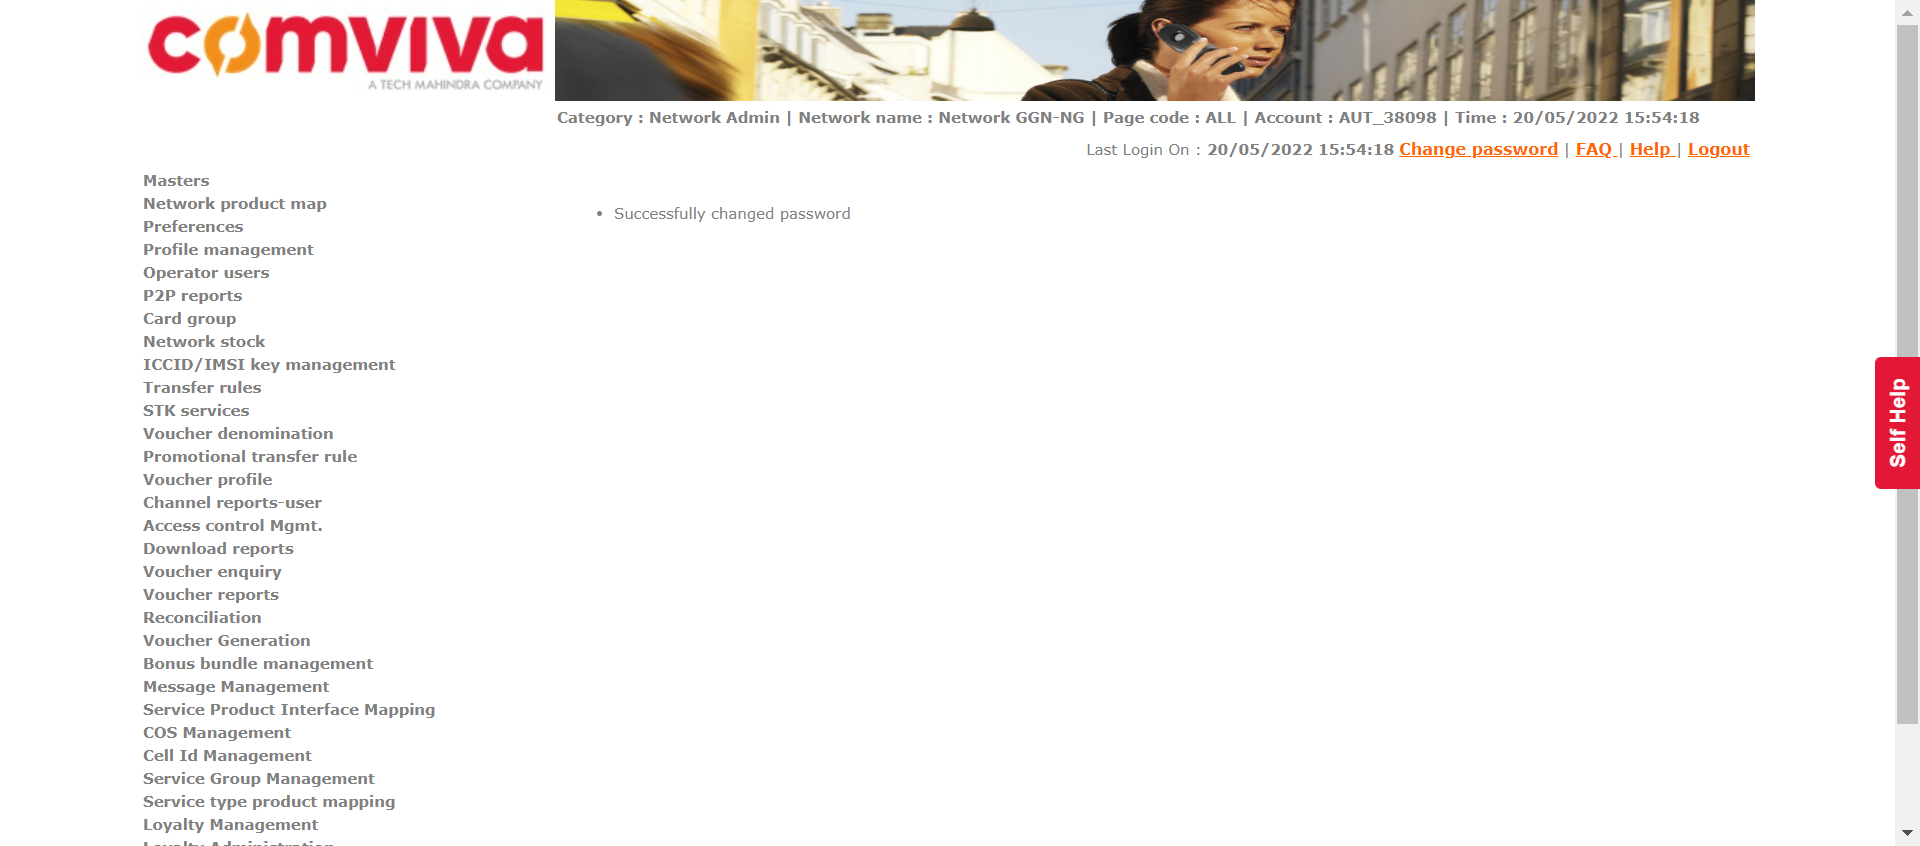 comviva
A TECH MAHINDRA COMPANY
Category : Network Admin | Network name : Network GGN-NG | Page code : ALL | Account : AUT_38098 | Time : 20/05/2022 15:54:18
Last Login On : 20/05/2022 15:54:18 Change password | FAQ | Help | Logout
Masters
Network product map
Preferences
Profile management
Operator users
P2P reports
Card group
Network stock
ICCID/IMSI key management
Transfer rules
STK services
Voucher denomination
Promotional transfer rule
Voucher profile
Channel reports-user
Access control Mgmt.
Download reports
Voucher enquiry
Voucher reports
Reconciliation
Voucher Generation
Bonus bundle management
Message Management
Service Product Interface Mapping
COS Management
Cell Id Management
Service Group Management
Service type product mapping
Loyalty Management
Loyalty Administration
• Successfully changed password
Self Help